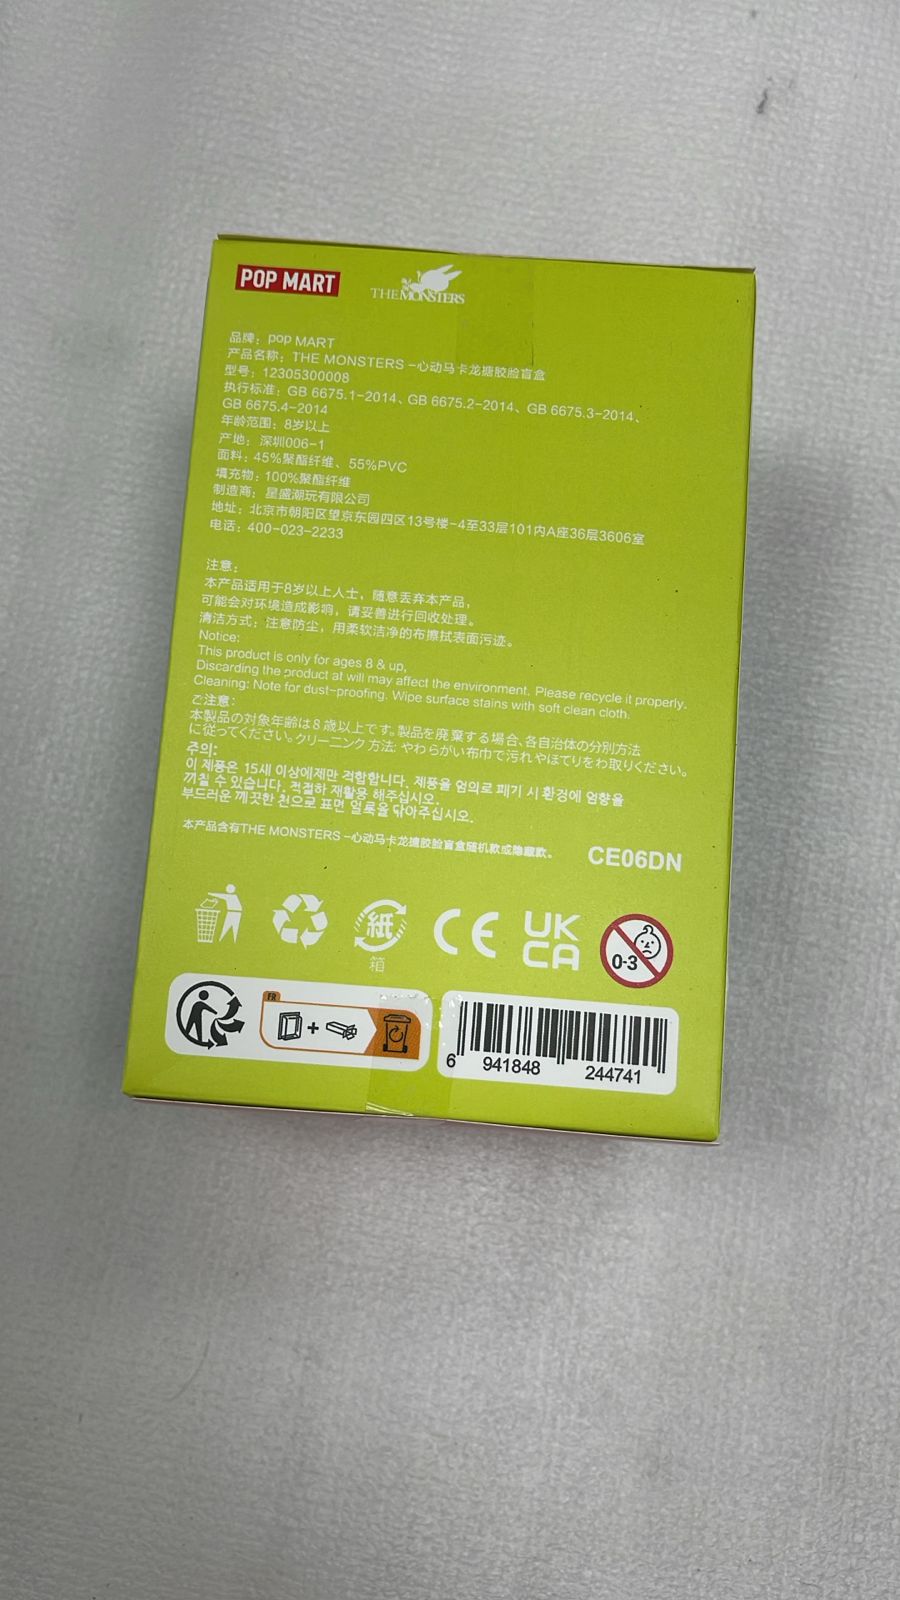 POP MART
THE MONSTERS
品牌：pop MART
产品名称：THE MONSTERS -心动马卡龙搪胶脸盲盒
型号：12305300008
执行标准：GB 6675.1-2014、GB 6675.2-2014、GB 6675.3-2014、
GB 6675.4-2014
年龄范围：8岁以上
产地：深圳006-1
面料：45%聚酯纤维、55%PVC
填充物：100%聚酯纤维
制造商：星盛潮玩有限公司
地址：北京市朝阳区望京东园四区13号楼-4至33层101内A座36层3606室
电话：400-023-2233
注意：
本产品适用于8岁以上人士，随意丢弃本产品，
可能会对环境造成影响，请妥善进行回收处理。
清洁方式：注意防尘，用柔软洁净的布擦拭表面污迹。
Notice:
This product is only for ages 8 & up,
Discarding the product at will may affect the environment. Please recycle it properly.
Cleaning: Note for dust-proofing. Wipe surface stains with soft clean cloth.
ご注意：
本製品の対象年齢は8歳以上です。製品を廃棄する場合、各自治体の分別方法
に従ってください。クリーニンク方法: やわらがい布巾で汚れやほてりをわ取りください。
주의:
이 제품은 15세 이상에제만 적합합니다. 제품을 엄의로 폐기 시 환경에 엄향을
끼칠 수 있습니다. 적절하 재활용 해주십시오.
부드러운 깨끗한 천으로 표면 얼룩을 닦아주십시오.
本产品含有THE MONSTERS -心动马卡龙搪胶脸盲盒随机款或隐藏款。
CE06DN
紙
箱
CE
UK
CA
0-3
FR
6 941848 244741